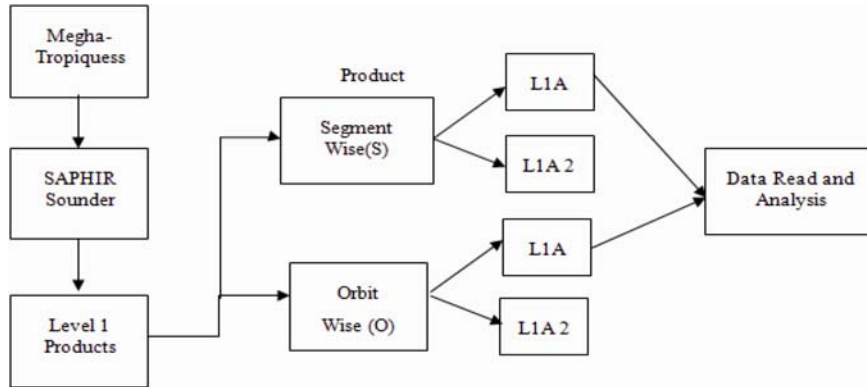 Megha-
Tropiquess
SAPHIR
Sounder
Level 1
Products
Product
Segment
Wise(S)
Orbit
Wise (O)
L1A
L1A 2
L1A
L1A 2
Data Read and
Analysis